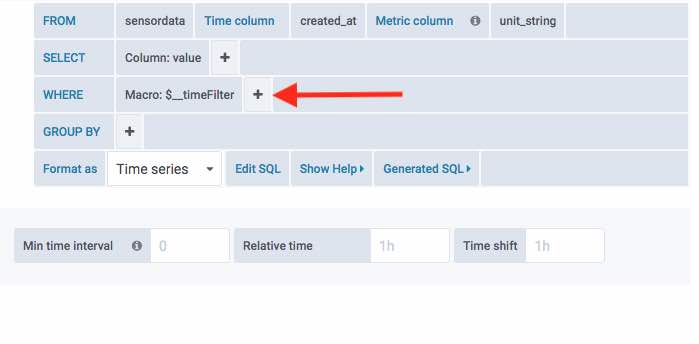 FROM sensordata Time column created_at Metric column unit_string
SELECT Column: value +
WHERE Macro: $__timeFilter +
GROUP BY +
Format as Time series Edit SQL Show Help Generated SQL
Min time interval 0 Relative time 1h Time shift 1h